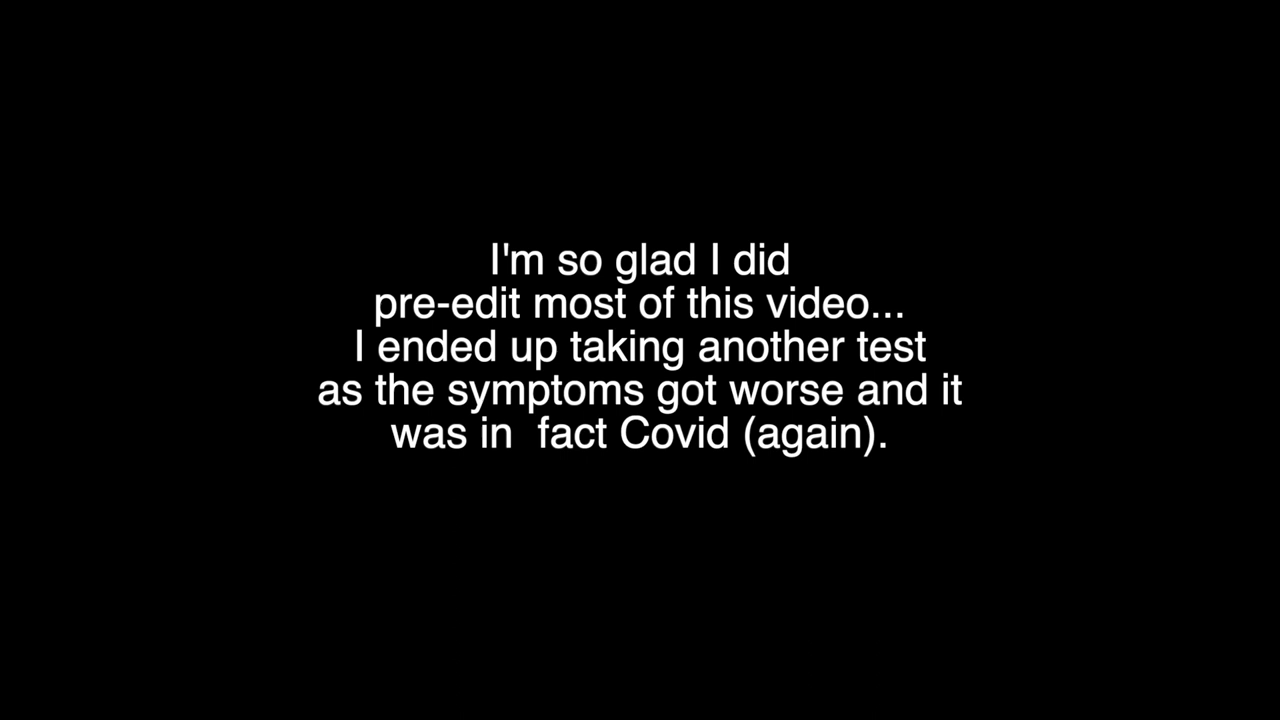 I'm so glad I did
pre-edit most of this video...
I ended up taking another test
as the symptoms got worse and it
was in  fact Covid (again).